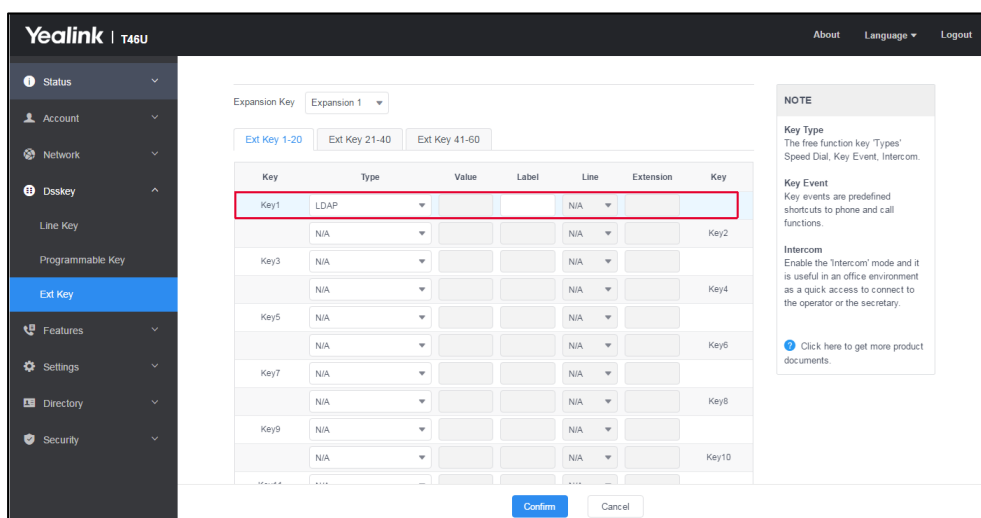 Yealink | T46U
About Language Logout
Status
Account
Network
Dsskey
Line Key
Programmable Key
Ext Key
Features
Settings
Directory
Security
Expansion Key Expansion 1
Ext Key 1-20 Ext Key 21-40 Ext Key 41-60
Key Type Value Label Line Extension Key
Key1 LDAP N/A
N/A N/A Key2
Key3 N/A N/A
N/A N/A Key4
Key5 N/A N/A
N/A N/A Key6
Key7 N/A N/A
N/A N/A Key8
Key9 N/A N/A
N/A N/A Key10
Confirm Cancel
NOTE
Key Type
The free function key 'Types'
Speed Dial, Key Event, Intercom.
Key Event
Key events are predefined
shortcuts to phone and call
functions.
Intercom
Enable the 'Intercom' mode and it
is useful in an office environment
as a quick access to connect to
the operator or the secretary.
Click here to get more product
documents.